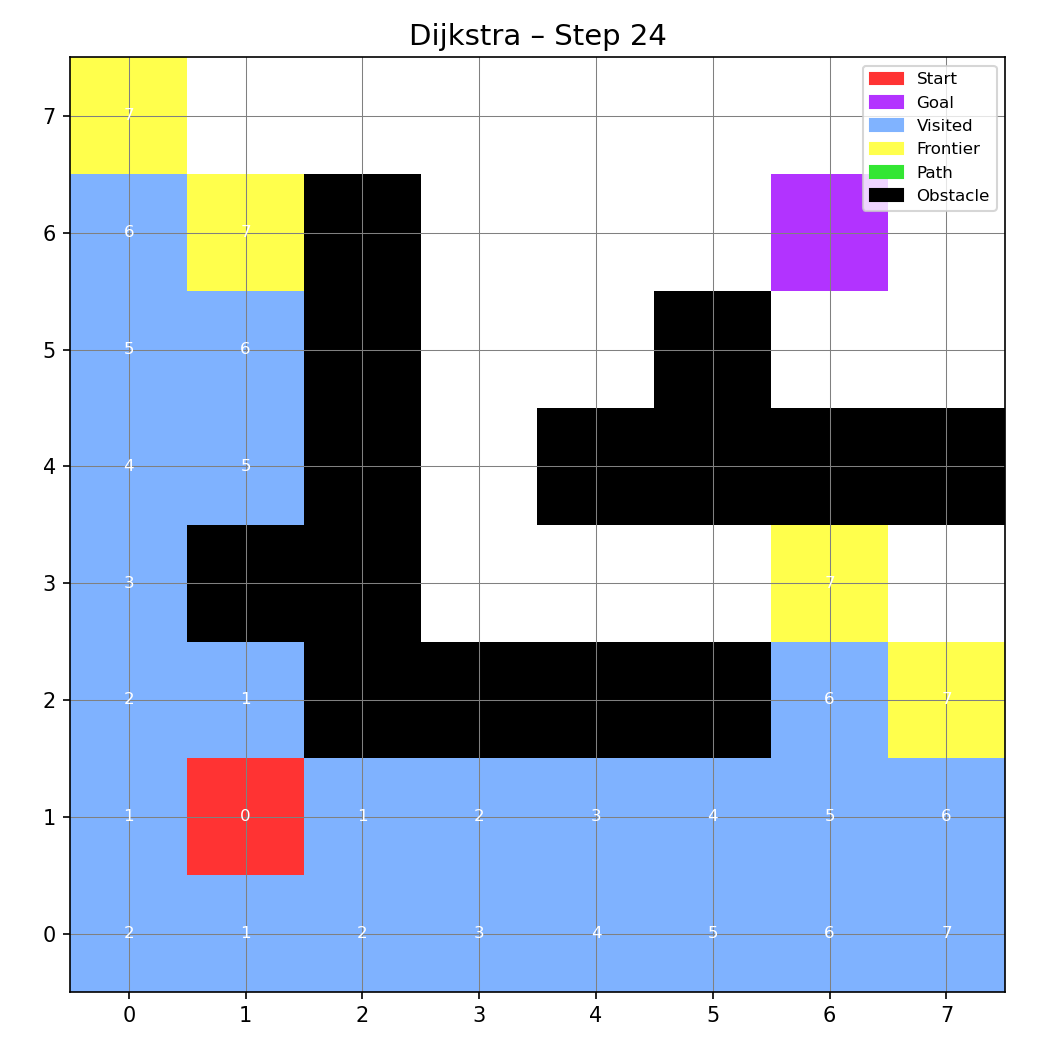 Dijkstra – Step 24
Start
Goal
Visited
Frontier
Path
Obstacle
7 7
6 6 7
5 5 6
4 4 5
3 3 7
2 2 1 6 7
1 1 0 1 2 3 4 5 6
0 2 1 2 3 4 5 6 7
0 1 2 3 4 5 6 7